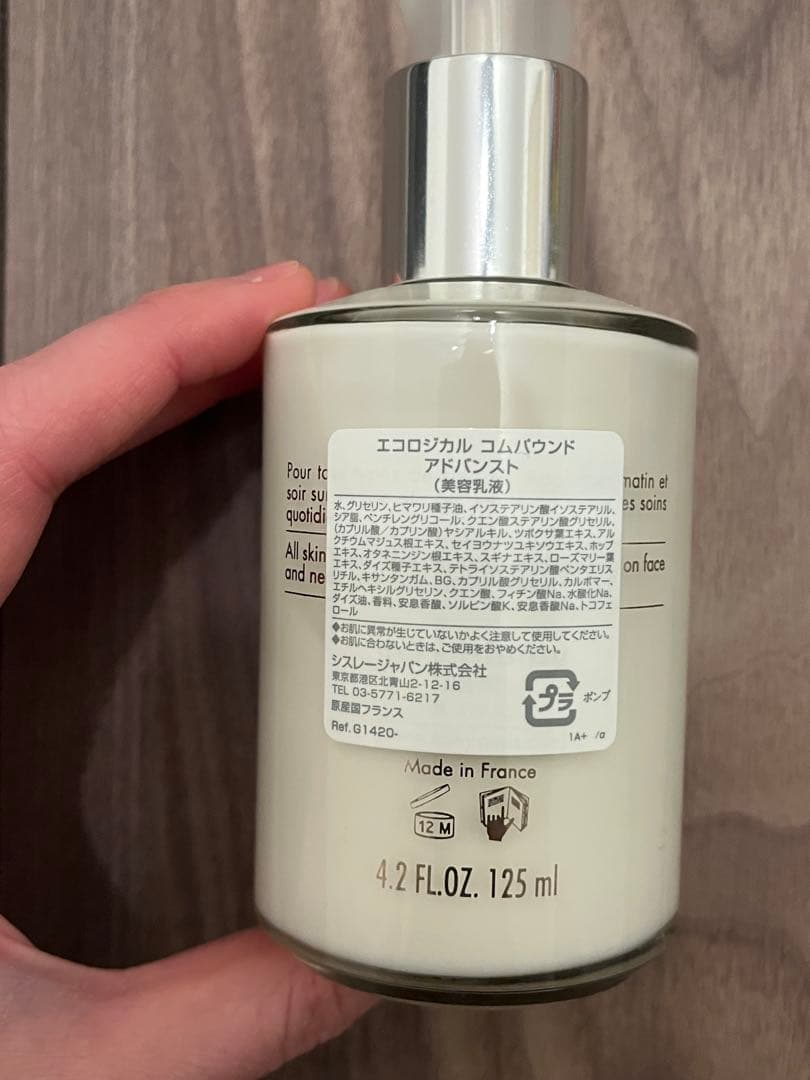 エコロジカル コムパウンド
アドバンスト
(美容乳液)
Pour to
soir su
quotidi
matin et
es soins
All skin
and ne
on face
水、グリセリン、ヒマワリ種子油、イソステアリン酸イソステアリル、
シア脂、ペンチレングリコール、クエン酸ステアリン酸グリセリル、
(カプリル酸/カプリン酸)ヤシアルキル、ツボクサ葉エキス、アル
クチウムマジュス根エキス、セイヨウナツユキソウエキス、ホップ
エキス、オタネニンジン根エキス、スギナエキス、ローズマリー葉
エキス、ダイズ種子エキス、テトライソステアリン酸ペンタエリス
リチル、キサンタンガム、BG、カプリル酸グリセリル、カルボマー、
エチルヘキシルグリセリン、クエン酸、フィチン酸Na、水酸化Na、
ダイズ油、香料、安息香酸、ソルビン酸K、安息香酸Na、トコフェ
ロール
◆お肌に異常が生じていないかよく注意して使用してください。
◆お肌に合わないときは、ご使用をおやめください。
シスレージャパン株式会社
東京都港区北青山2-12-16
TEL 03-5771-6217
原産国フランス
Ref. G1420-
プラ ポンプ
1A+ /α
Made in France
12 M
4.2 FL.OZ. 125 ml